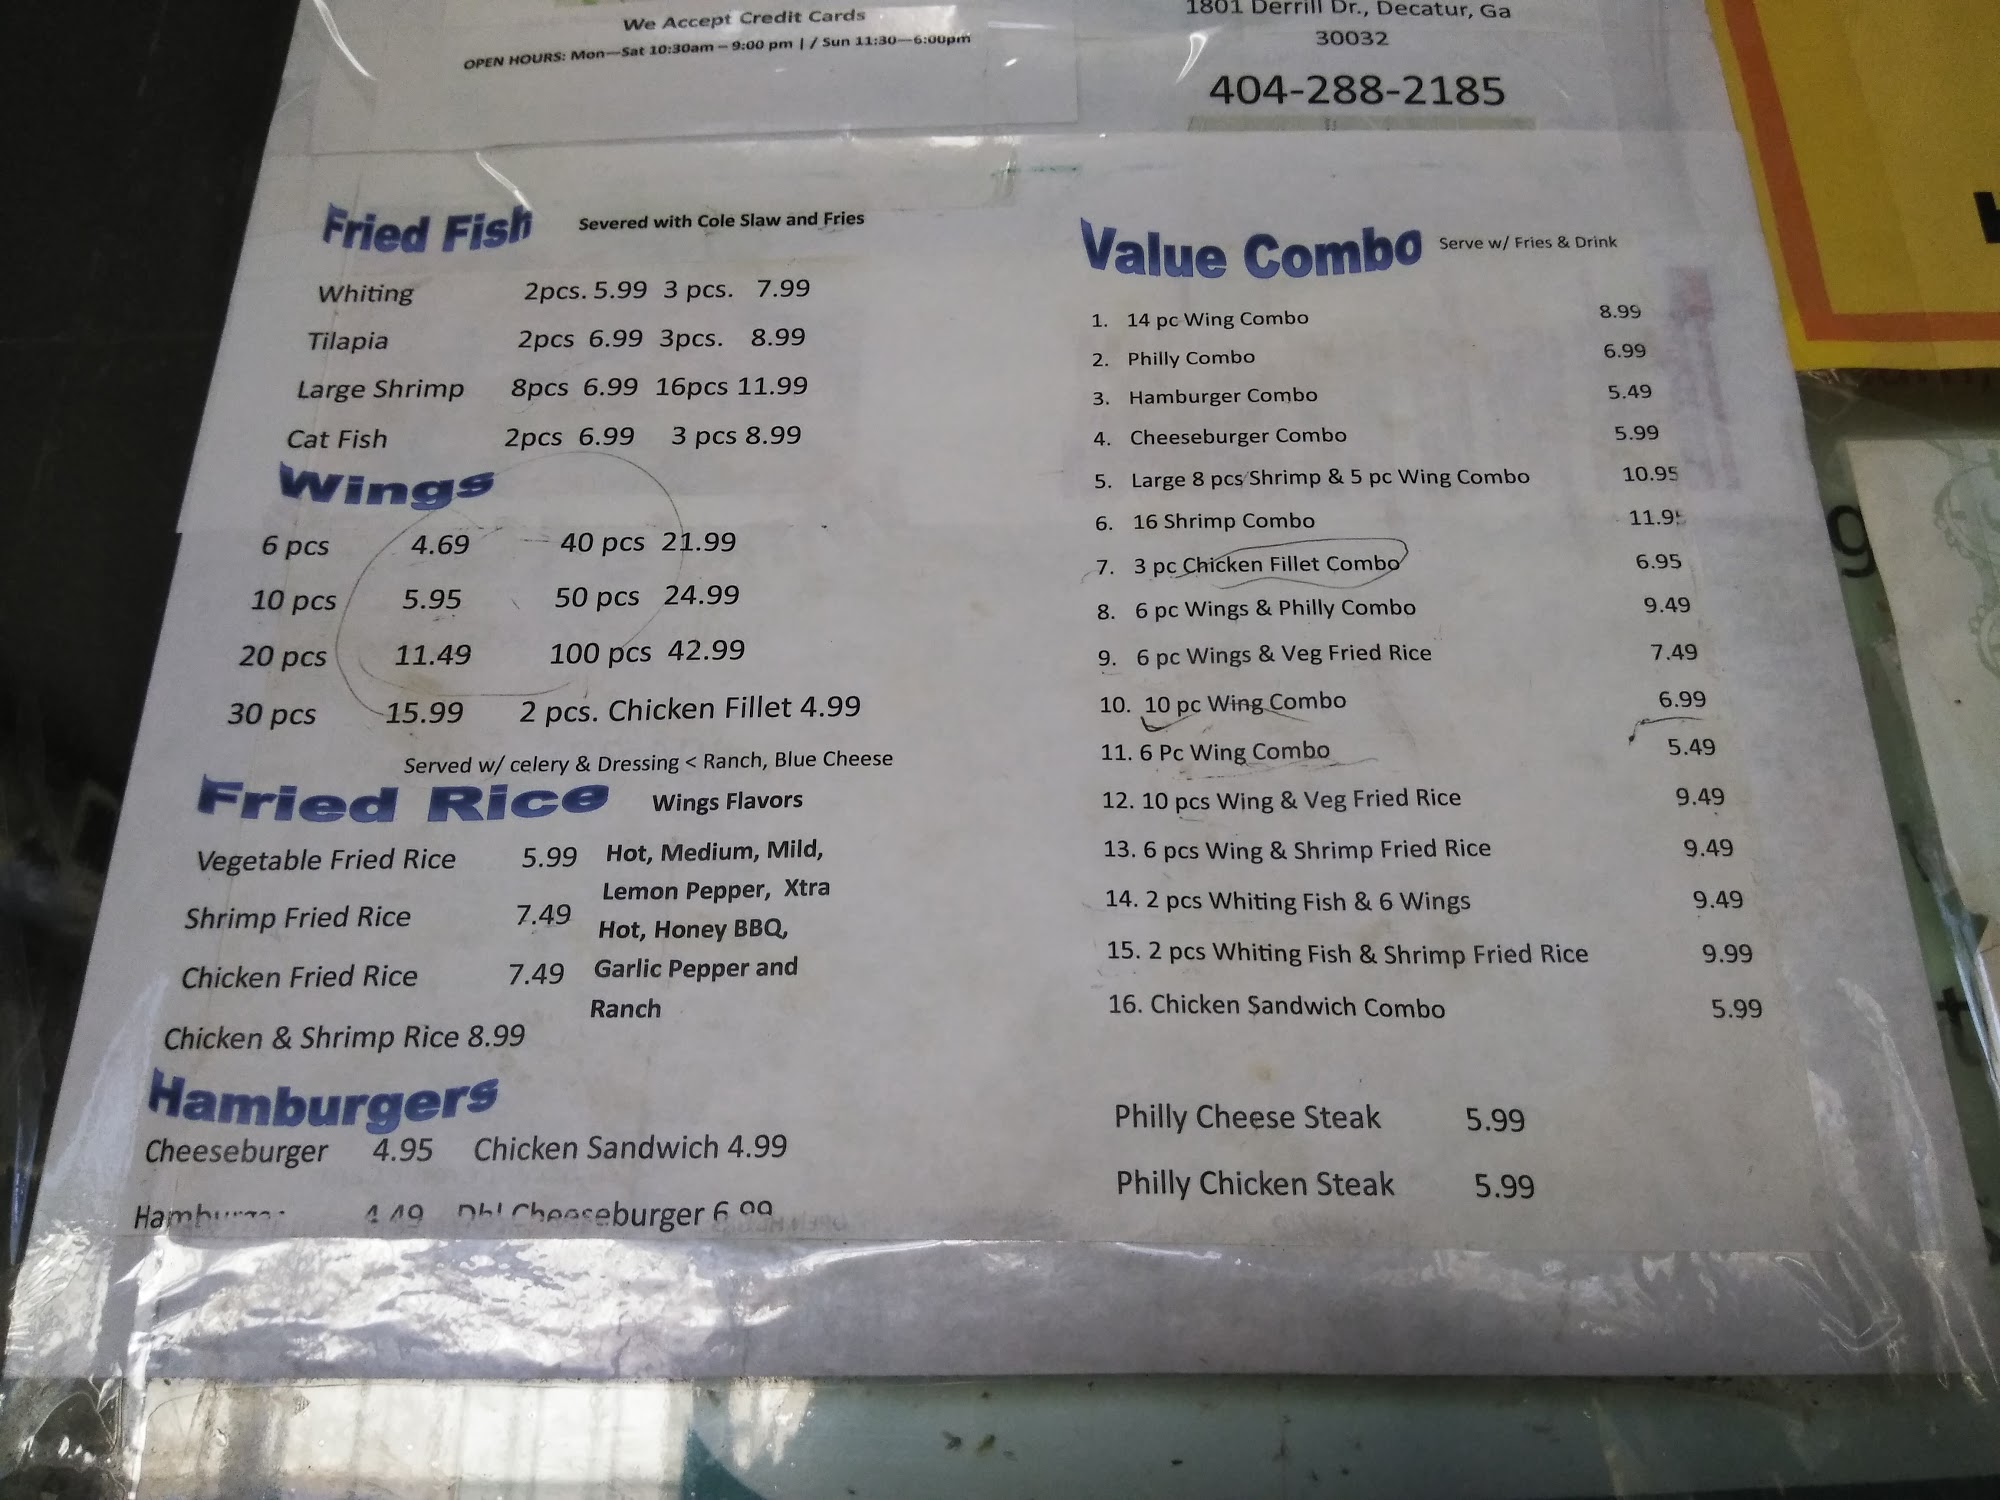 We Accept Credit Cards
OPEN HOURS: Mon—Sat 10:30am – 9:00 pm | / Sun 11:30—6:00pm
1801 Derrill Dr., Decatur, Ga
30032
404-288-2185
Fried Fish Severed with Cole Slaw and Fries
Whiting 2pcs. 5.99 3 pcs. 7.99
Tilapia 2pcs 6.99 3pcs. 8.99
Large Shrimp 8pcs 6.99 16pcs 11.99
Cat Fish 2pcs 6.99 3 pcs 8.99
Wings
6 pcs 4.69 40 pcs 21.99
10 pcs 5.95 50 pcs 24.99
20 pcs 11.49 100 pcs 42.99
30 pcs 15.99 2 pcs. Chicken Fillet 4.99
Served w/ celery & Dressing < Ranch, Blue Cheese
Fried Rice
Vegetable Fried Rice 5.99
Shrimp Fried Rice 7.49
Chicken Fried Rice 7.49
Chicken & Shrimp Rice 8.99
Wings Flavors
Hot, Medium, Mild,
Lemon Pepper, Xtra
Hot, Honey BBQ,
Garlic Pepper and
Ranch
Hamburgers
Cheeseburger 4.95 Chicken Sandwich 4.99
Hamburger 4.49 Dbl Cheeseburger 6.99
Value Combo Serve w/ Fries & Drink
1. 14 pc Wing Combo 8.99
2. Philly Combo 6.99
3. Hamburger Combo 5.49
4. Cheeseburger Combo 5.99
5. Large 8 pcs Shrimp & 5 pc Wing Combo 10.95
6. 16 Shrimp Combo 11.95
7. 3 pc Chicken Fillet Combo 6.95
8. 6 pc Wings & Philly Combo 9.49
9. 6 pc Wings & Veg Fried Rice 7.49
10. 10 pc Wing Combo 6.99
11. 6 Pc Wing Combo 5.49
12. 10 pcs Wing & Veg Fried Rice 9.49
13. 6 pcs Wing & Shrimp Fried Rice 9.49
14. 2 pcs Whiting Fish & 6 Wings 9.49
15. 2 pcs Whiting Fish & Shrimp Fried Rice 9.99
16. Chicken Sandwich Combo 5.99
Philly Cheese Steak 5.99
Philly Chicken Steak 5.99